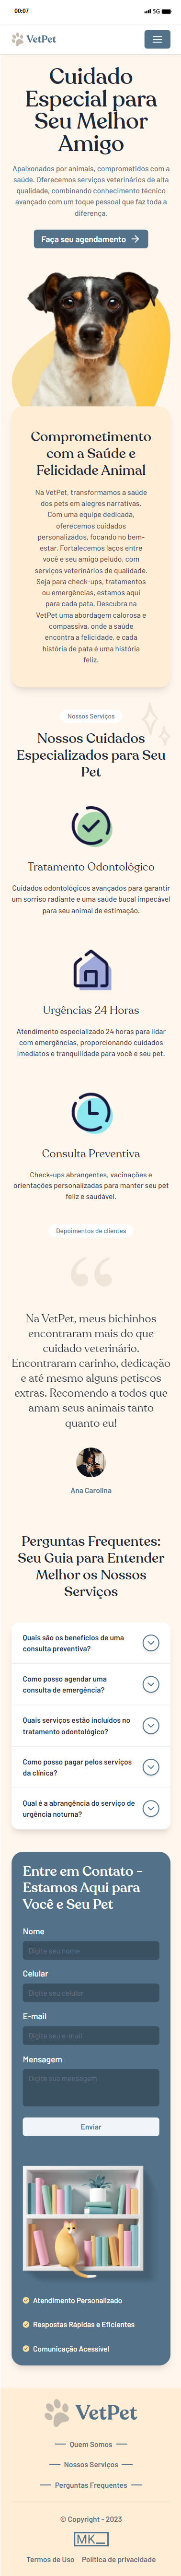 00:07
5G
VetPet
Cuidado
Especial para
Seu Melhor
Amigo
Apaixonados por animais, comprometidos com a
saúde. Oferecemos serviços veterinários de alta
qualidade, combinando conhecimento técnico
avançado com um toque pessoal que faz toda a
diferença.
Faça seu agendamento
Comprometimento
com a Saúde e
Felicidade Animal
Na VetPet, transformamos a saúde
dos pets em alegres narrativas.
Com uma equipe dedicada,
oferecemos cuidados
personalizados, focando no bem-
estar. Fortalecemos laços entre
você e seu amigo peludo, com
serviços veterinários de qualidade.
Seja para check-ups, tratamentos
ou emergências, estamos aqui
para cada pata. Descubra na
VetPet uma abordagem calorosa e
compassiva, onde a saúde
encontra a felicidade, e cada
história de pata é uma história
feliz.
Nossos Serviços
Nossos Cuidados
Especializados para Seu
Pet
Tratamento Odontológico
Cuidados odontológicos avançados para garantir
um sorriso radiante e uma saúde bucal impecável
para seu animal de estimação.
Urgências 24 Horas
Atendimento especializado 24 horas para lidar
com emergências, proporcionando cuidados
imediatos e tranquilidade para você e seu pet.
Consulta Preventiva
Check-ups abrangentes, vacinações e
orientações personalizadas para manter seu pet
feliz e saudável.
Depoimentos de clientes
Na VetPet, meus bichinhos
encontraram mais do que
cuidado veterinário.
Encontraram carinho, dedicação
e até mesmo alguns petiscos
extras. Recomendo a todos que
amam seus animais tanto
quanto eu!
Ana Carolina
Perguntas Frequentes:
Seu Guia para Entender
Melhor os Nossos
Serviços
Quais são os benefícios de uma
consulta preventiva?
Como posso agendar uma
consulta de emergência?
Quais serviços estão incluídos no
tratamento odontológico?
Como posso pagar pelos serviços
da clínica?
Qual é a abrangência do serviço de
urgência noturna?
Entre em Contato -
Estamos Aqui para
Você e Seu Pet
Nome
Digite seu nome
Celular
Digite seu celular
E-mail
Digite seu e-mail
Mensagem
Digite sua mensagem
Enviar
Atendimento Personalizado
Respostas Rápidas e Eficientes
Comunicação Acessível
VetPet
Quem Somos
Nossos Serviços
Perguntas Frequentes
© Copyright - 2023
MK_
Termos de Uso Política de privacidade